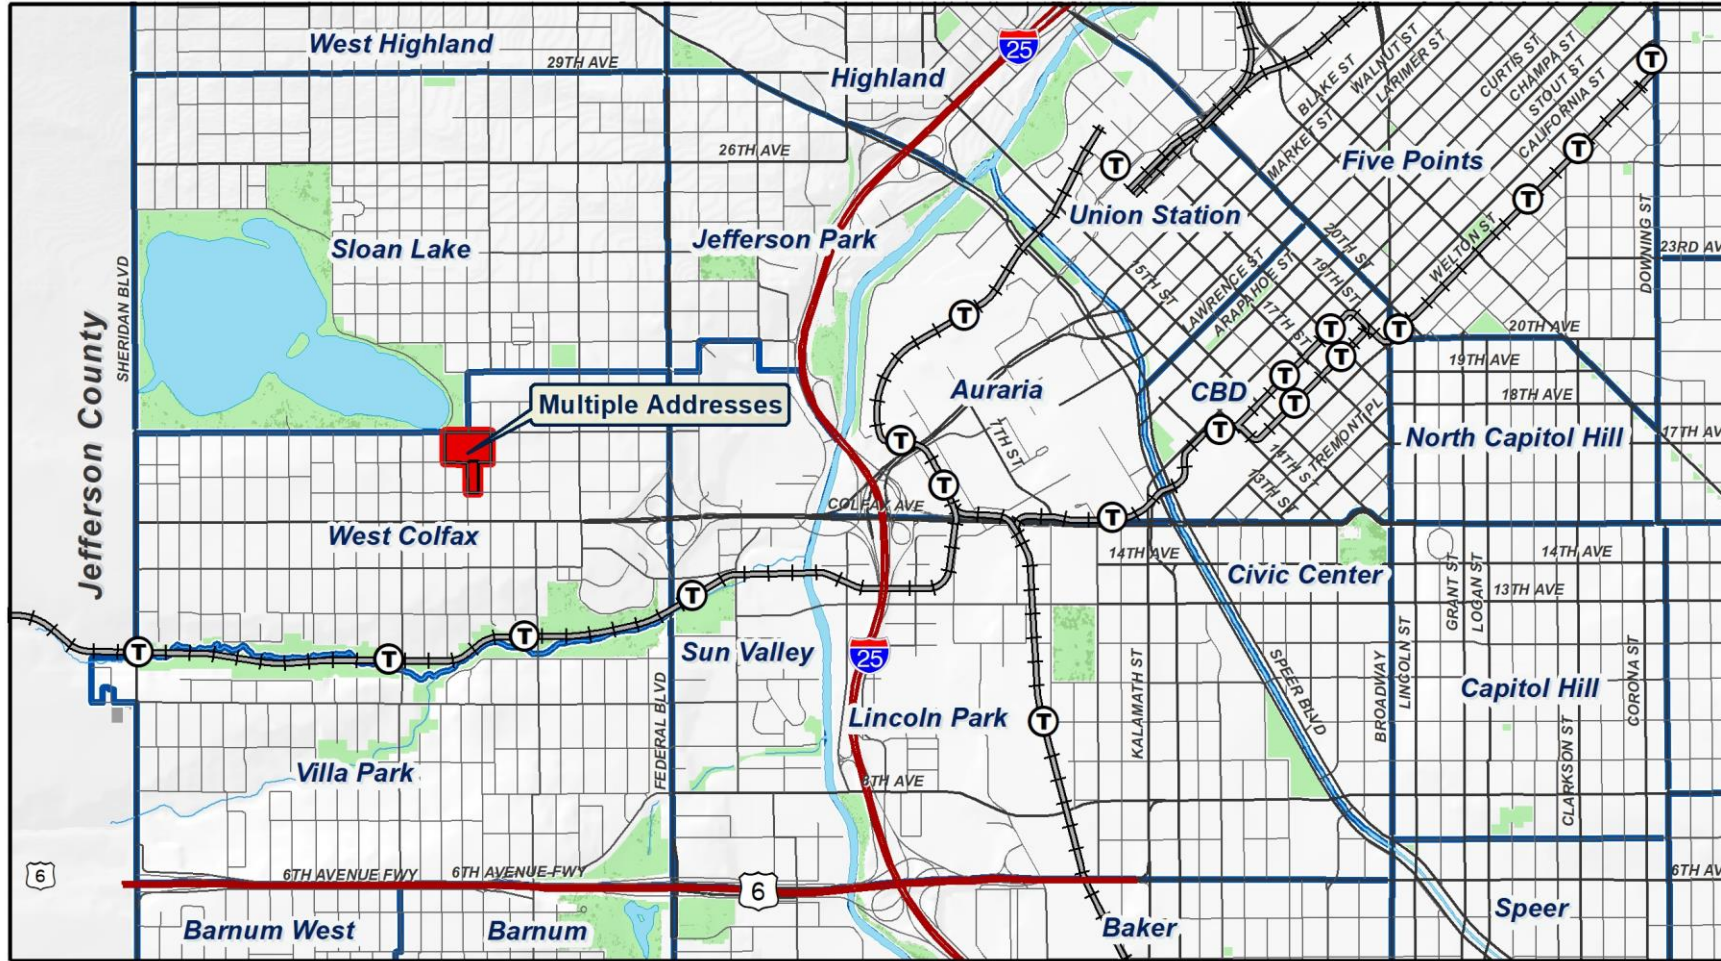 West Highland
29TH AVE
Highland
25
BLAKE ST
WALNUT ST
LARIMER ST
CURTIS ST
CHAMPA ST
STOUT ST
CALIFORNIA ST
T
MARKET ST
26TH AVE
T
Five Points
T
T
Union Station
DOWNING ST
Sloan Lake
Jefferson Park
SHERIDAN BLVD
15TH ST
LAWRENCE ST
ARAPAHOE ST
20TH ST
19TH ST
17TH ST
WELTON ST
23RD AV
T
T
T
T
20TH AVE
19TH AVE
Jefferson County
Multiple Addresses
Auraria
CBD
T
T
18TH AVE
T
T
7TH ST
14TH S
TREMONT PL
13TH ST
North Capitol Hill
17TH AV
T
COLFAX AVE
T
West Colfax
14TH AVE
Civic Center
GRANT ST
LOGAN ST
14TH AVE
13TH AVE
T
T
T
T
Sun Valley
25
FEDERAL BLVD
Lincoln Park
T
KALAMATH ST
SPEER BLVD
BROADWAY
LINCOLN ST
Capitol Hill
CORONA ST
CLARKSON ST
Villa Park
8TH AVE
6
6TH AVENUE FWY
6TH AVENUE FWY
6
6TH AV
Barnum West
Barnum
Baker
Speer